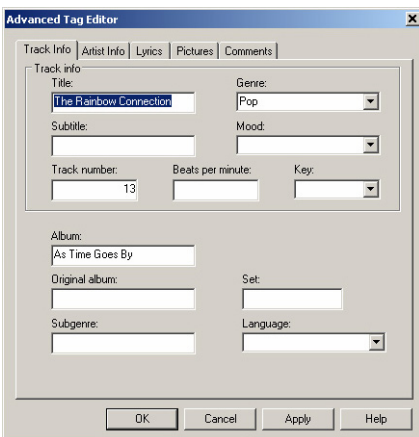 Advanced Tag Editor
Track Info Artist Info Lyrics Pictures Comments
Track info
Title: Genre:
The Rainbow Connection Pop
Subtitle: Mood:
Track number: Beats per minute: Key:
13
Album:
As Time Goes By
Original album: Set:
Subgenre: Language:
OK Cancel Apply Help